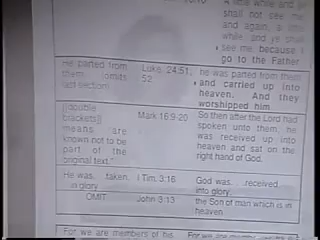 a little while and ye
shall not see me
and again, a little
while and ye shall
see me, because I
go to the Father
He parted from
them (omits
last section)
Luke 24:51,
52
he was parted from them
and carried up into
heaven. And they
worshipped him
[[double
brackets]]
means are
known not to be
part of the
original text."
Mark 16:9-20
So then after the Lord had
spoken unto them, he
was received up into
heaven and sat on the
right hand of God.
He was... taken,
in glory
I Tim, 3:16
God was... received
into glory
OMIT
John 3:13
the Son of man which is in
heaven
For we are members of his